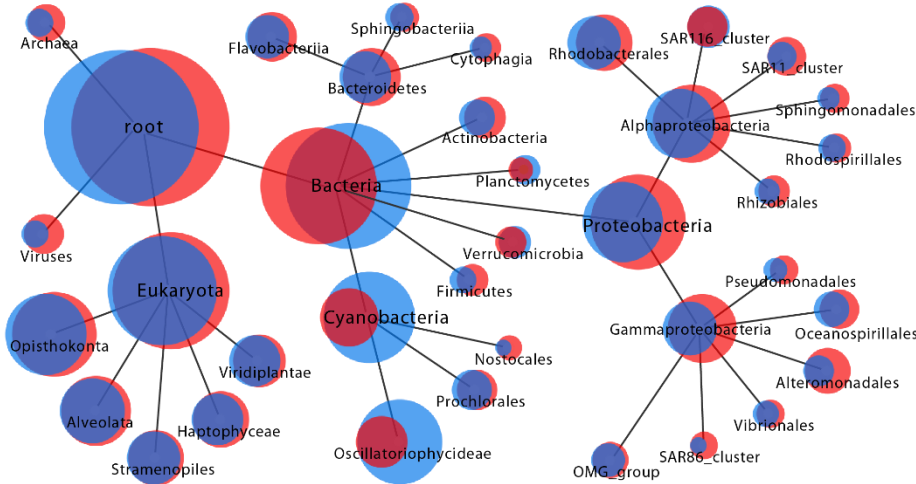 Archaea
Sphingobacteriia
Flavobacteriia
Cytophagia
Bacteroidetes
Rhodobacterales
SAR116_cluster
SAR11_cluster
Sphingomonadales
root
Actinobacteria
Alphaproteobacteria
Rhodospirillales
Bacteria
Planctomycetes
Rhizobiales
Proteobacteria
Viruses
Verrucomicrobia
Eukaryota
Firmicutes
Pseudomonadales
Cyanobacteria
Gammaproteobacteria
Oceanospirillales
Opisthokonta
Viridiplantae
Nostocales
Alteromonadales
Prochlorales
Alveolata
Haptophyceae
Vibrionales
Oscillatoriophycideae
Stramenopiles
OMG_group
SAR86_cluster